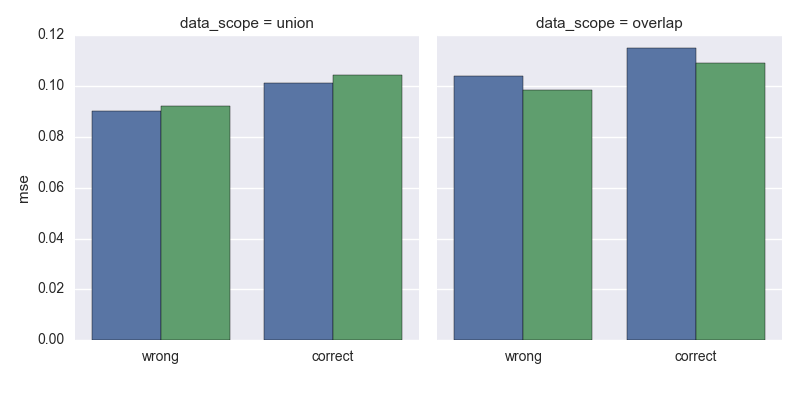 data_scope = union
data_scope = overlap
mse
0.12
0.10
0.08
0.06
0.04
0.02
0.00
wrong
correct
wrong
correct